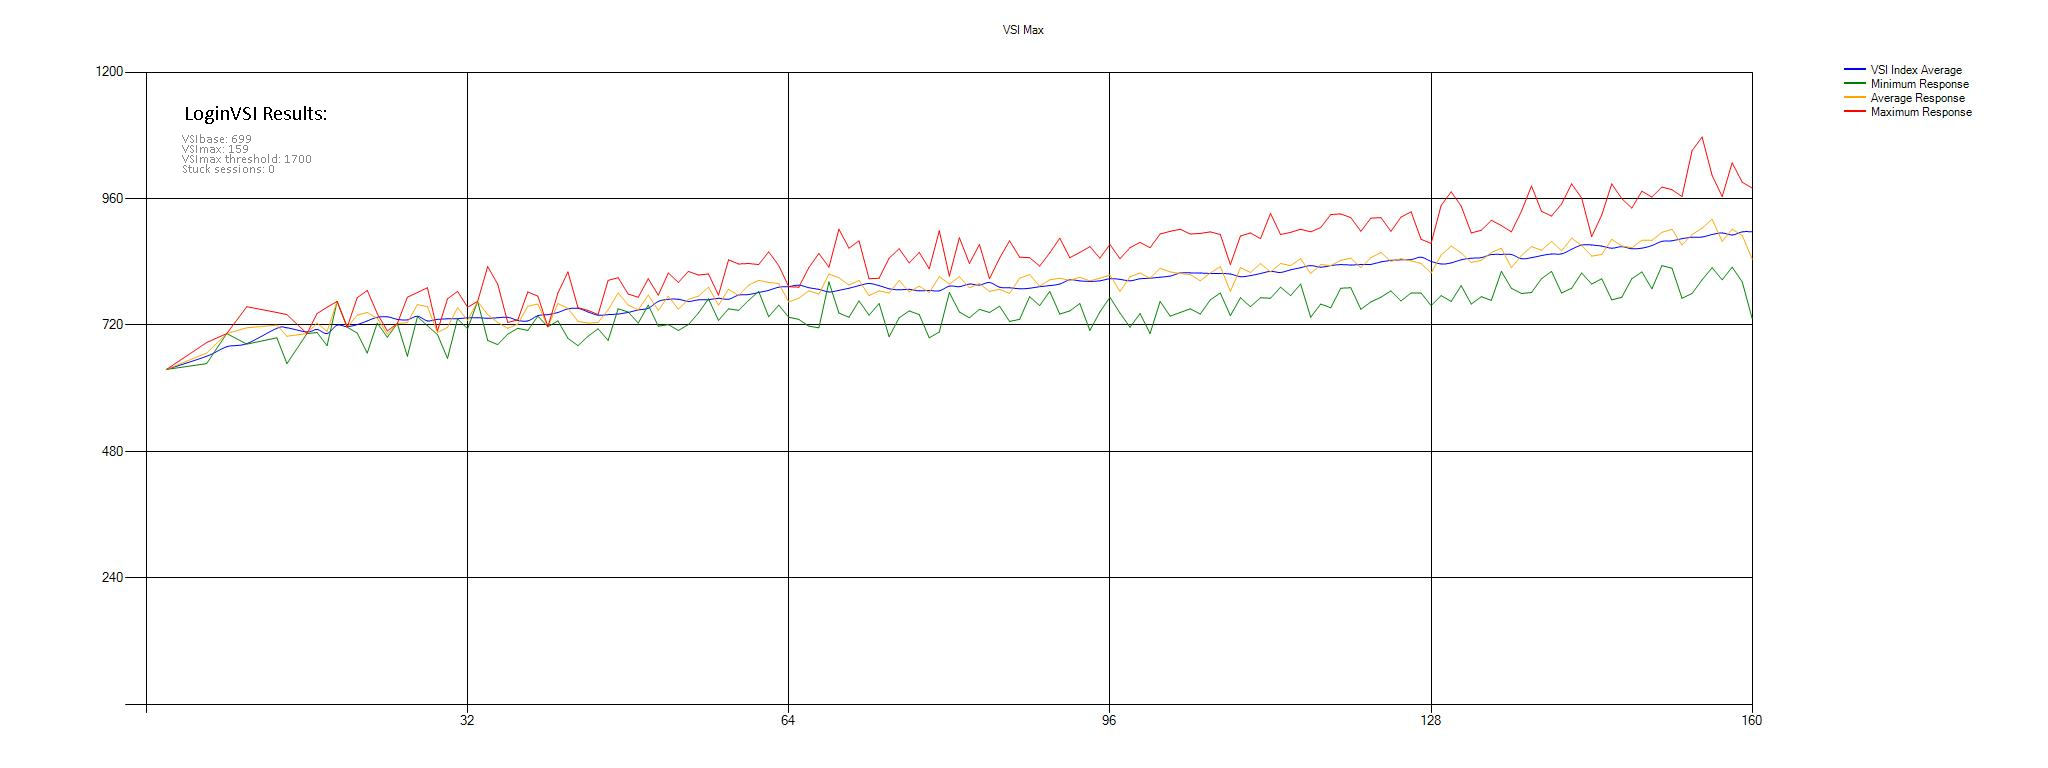 VSI Max
1200
960
720
480
240
32
64
96
128
160
LoginVSI Results:
VSIbase: 699
VSImax: 159
VSImax threshold: 1700
Stuck sessions: 0
VSI Index Average
Minimum Response
Average Response
Maximum Response